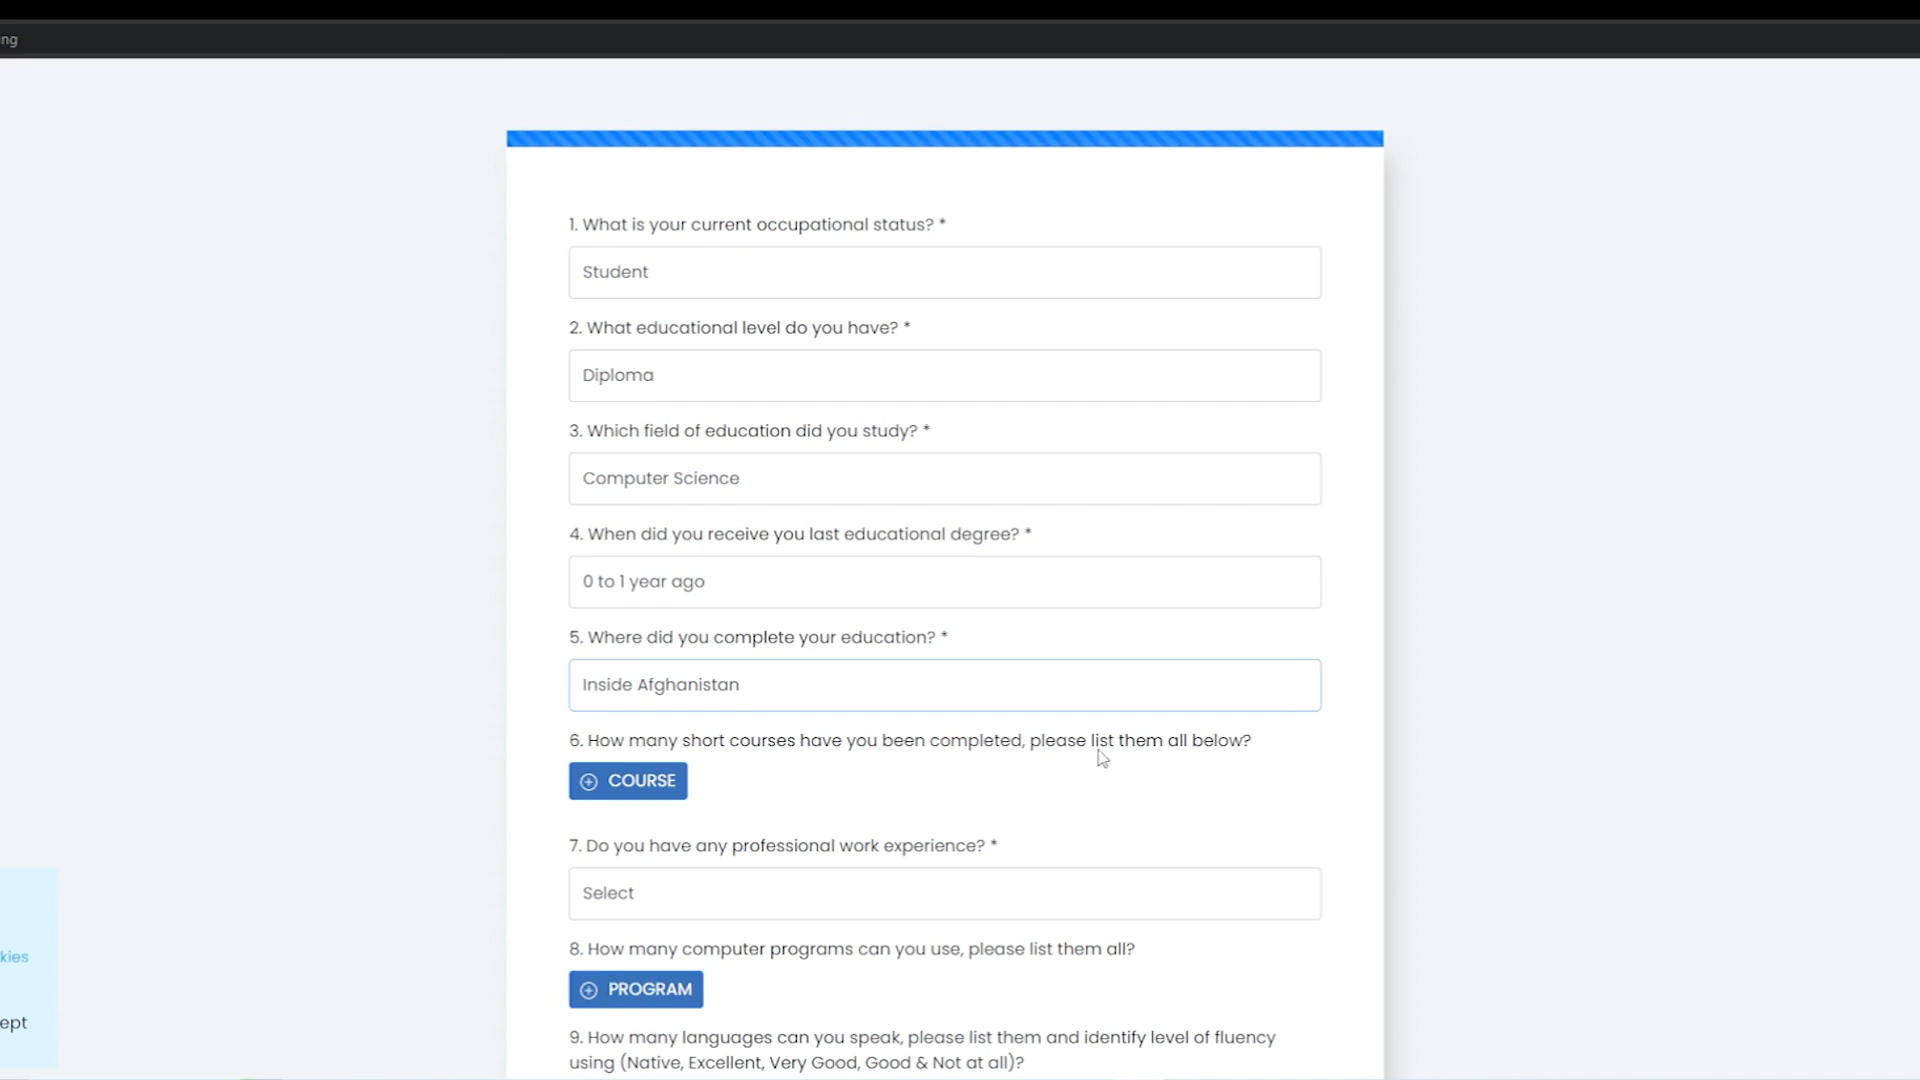 ing
1. What is your current occupational status? *
Student
2. What educational level do you have? *
Diploma
3. Which field of education did you study? *
Computer Science
4. When did you receive you last educational degree? *
0 to 1 year ago
5. Where did you complete your education? *
Inside Afghanistan
6. How many short courses have you been completed, please list them all below?
COURSE
7. Do you have any professional work experience? *
Select
8. How many computer programs can you use, please list them all?
kies
PROGRAM
ept
9. How many languages can you speak, please list them and identify level of fluency
using (Native, Excellent, Very Good, Good & Not at all)?